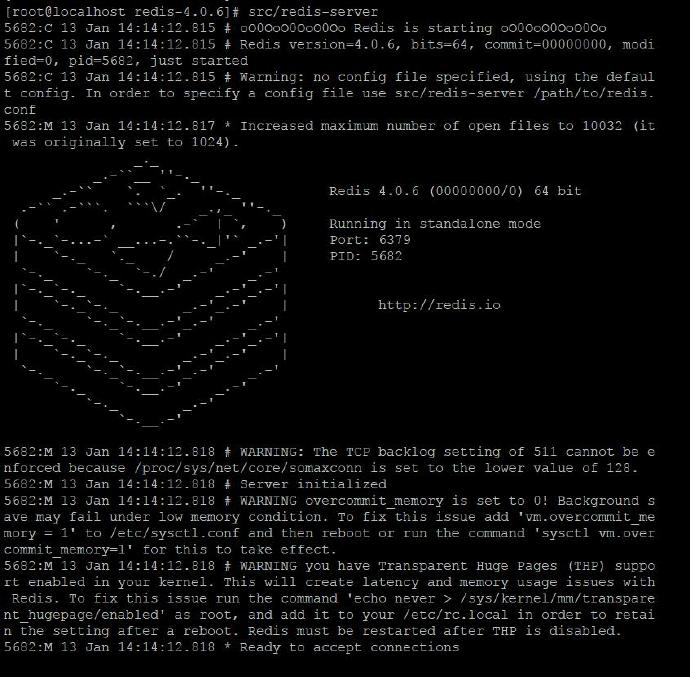 [root@localhost redis-4.0.6]# src/redis-server
5682:C 13 Jan 14:14:12.815 # oO0OoO0OoO0Oo Redis is starting oO0OoO0OoO0Oo
5682:C 13 Jan 14:14:12.815 # Redis version=4.0.6, bits=64, commit=00000000, modi
fied=0, pid=5682, just started
5682:C 13 Jan 14:14:12.815 # Warning: no config file specified, using the defaul
t config. In order to specify a config file use src/redis-server /path/to/redis.
conf
5682:M 13 Jan 14:14:12.817 * Increased maximum number of open files to 10032 (it
 was originally set to 1024).
Redis 4.0.6 (00000000/0) 64 bit
Running in standalone mode
Port: 6379
PID: 5682
http://redis.io
5682:M 13 Jan 14:14:12.818 # WARNING: The TCP backlog setting of 511 cannot be e
nforced because /proc/sys/net/core/somaxconn is set to the lower value of 128.
5682:M 13 Jan 14:14:12.818 # Server initialized
5682:M 13 Jan 14:14:12.818 # WARNING overcommit_memory is set to 0! Background s
ave may fail under low memory condition. To fix this issue add 'vm.overcommit_me
mory = 1' to /etc/sysctl.conf and then reboot or run the command 'sysctl vm.over
commit_memory=1' for this to take effect.
5682:M 13 Jan 14:14:12.818 # WARNING you have Transparent Huge Pages (THP) suppo
rt enabled in your kernel. This will create latency and memory usage issues with
 Redis. To fix this issue run the command 'echo never > /sys/kernel/mm/transpare
nt_hugepage/enabled' as root, and add it to your /etc/rc.local in order to retai
n the setting after a reboot. Redis must be restarted after THP is disabled.
5682:M 13 Jan 14:14:12.818 * Ready to accept connections